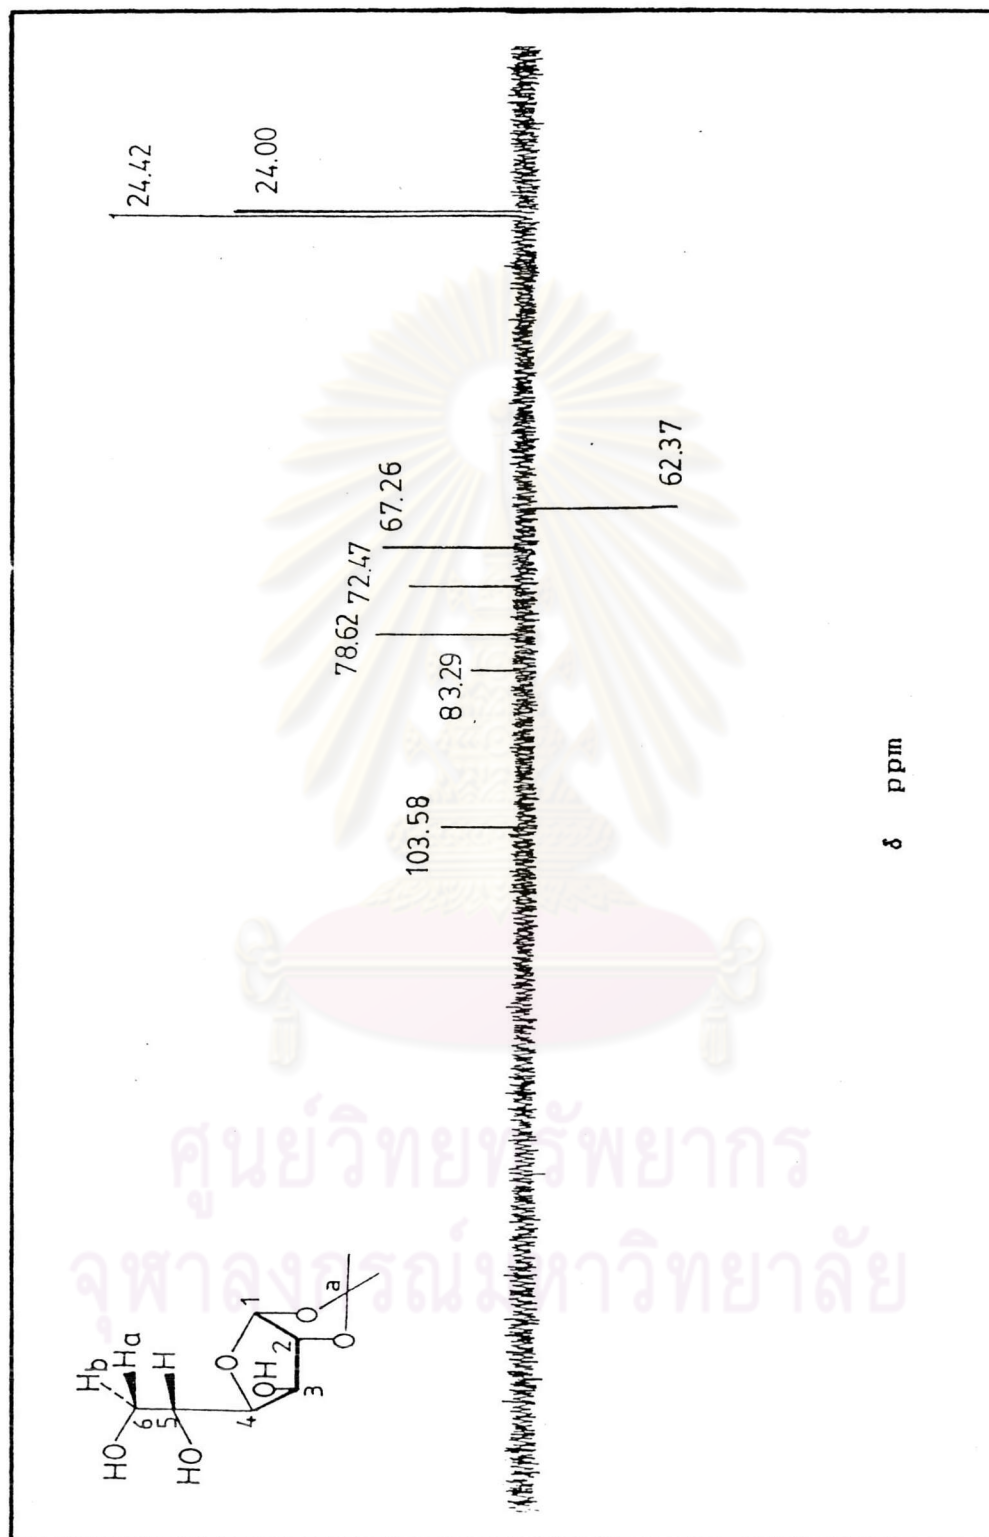 24.42
24.00
67.26
72.47
78.62
83.29
103.58
62.37
δ ppm
Hb
HO
Ha
6
H
HO
5
O
1
OH
4
2
O
a
3
O
ศูนย์วิทยทรัพยากร
จุฬาลงกรณ์มหาวิทยาลัย